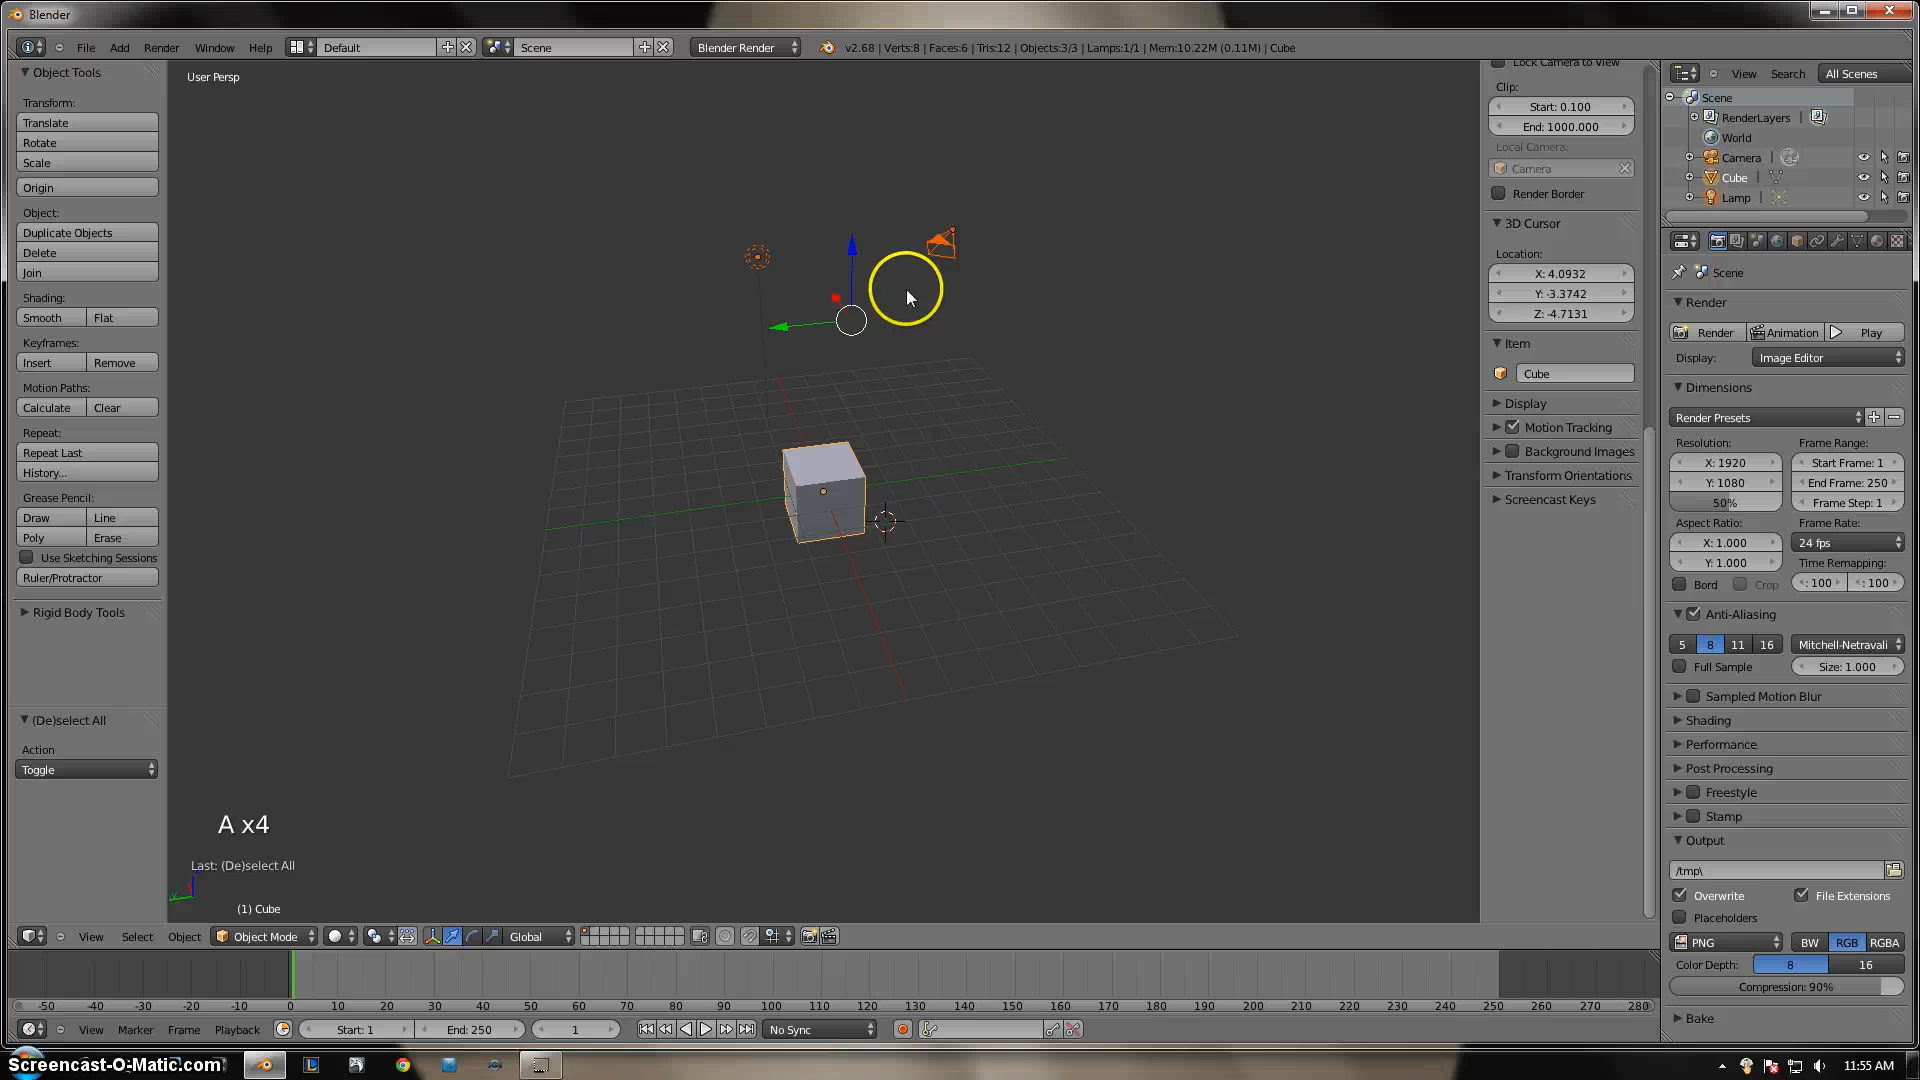 Blender
File Add Render Window Help Default Scene Blender Render v2.68 | Verts:8 | Faces:6 | Tris:12 | Objects:3/3 | Lamps:1/1 | Mem:10.22M (0.11M) | Cube
Object Tools
Transform:
Translate
Rotate
Scale
Origin
Object:
Duplicate Objects
Delete
Join
Shading:
Smooth Flat
Keyframes:
Insert Remove
Motion Paths:
Calculate Clear
Repeat:
Repeat Last
History...
Grease Pencil:
Draw Line
Poly Erase
Use Sketching Sessions
Ruler/Protractor
Rigid Body Tools
(De)select All
Action
Toggle
User Persp
A x4
Last: (De)select All
(1) Cube
Lock Camera to View
Clip:
Start: 0.100
End: 1000.000
Local Camera:
Camera
Render Border
3D Cursor
Location:
X: 4.0932
Y: -3.3742
Z: -4.7131
Item
Cube
Display
Motion Tracking
Background Images
Transform Orientations
Screencast Keys
View Search All Scenes
Scene
RenderLayers
World
Camera
Cube
Lamp
Scene
Render
Render Animation Play
Display: Image Editor
Dimensions
Render Presets
Resolution: Frame Range:
X: 1920 Start Frame: 1
Y: 1080 End Frame: 250
50% Frame Step: 1
Aspect Ratio: Frame Rate:
X: 1.000 24 fps
Y: 1.000 Time Remapping:
Bord Crop : 100 : 100
Anti-Aliasing
5 8 11 16 Mitchell-Netravali
Full Sample Size: 1.000
Sampled Motion Blur
Shading
Performance
Post Processing
Freestyle
Stamp
Output
/tmp\
Overwrite File Extensions
Placeholders
PNG BW RGB RGBA
Color Depth: 8 16
Compression: 90%
Bake
View Select Object Object Mode Global
-50 -40 -30 -20 -10 0 10 20 30 40 50 60 70 80 90 100 110 120 130 140 150 160 170 180 190 200 210 220 230 240 250 260 270 280
View Marker Frame Playback Start: 1 End: 250 1 No Sync
Screencast-O-Matic.com 11:55 AM